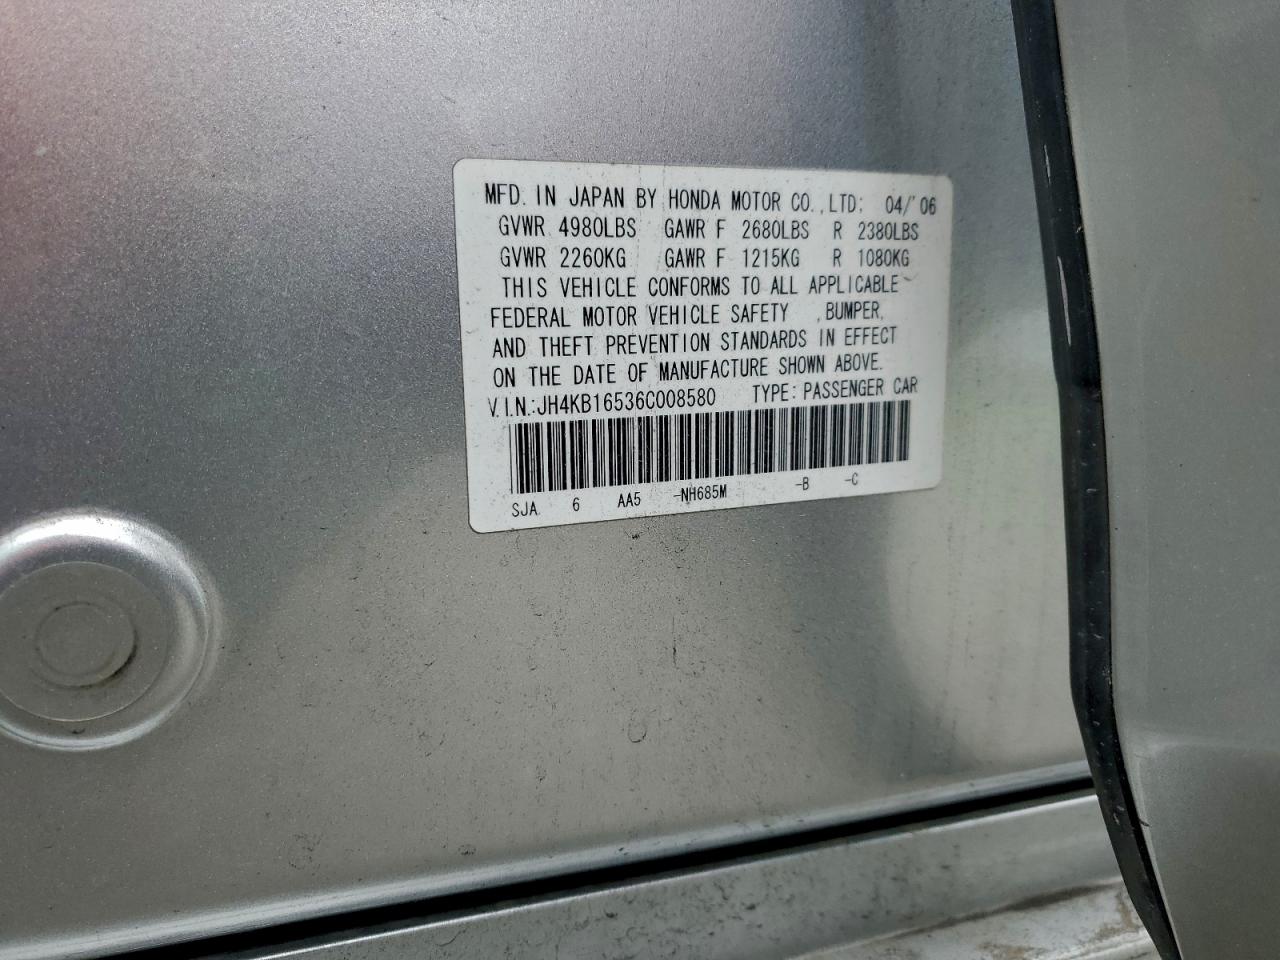 MFD. IN JAPAN BY HONDA MOTOR CO.,LTD; 04/'06
GVWR 4980LBS GAWR F 2680LBS R 2380LBS
GVWR 2260KG GAWR F 1215KG R 1080KG
THIS VEHICLE CONFORMS TO ALL APPLICABLE
FEDERAL MOTOR VEHICLE SAFETY ,BUMPER,
AND THEFT PREVENTION STANDARDS IN EFFECT
ON THE DATE OF MANUFACTURE SHOWN ABOVE.
V.I.N.:JH4KB16536C008580 TYPE: PASSENGER CAR
SJA 6 AA5 -NH685M -B -C